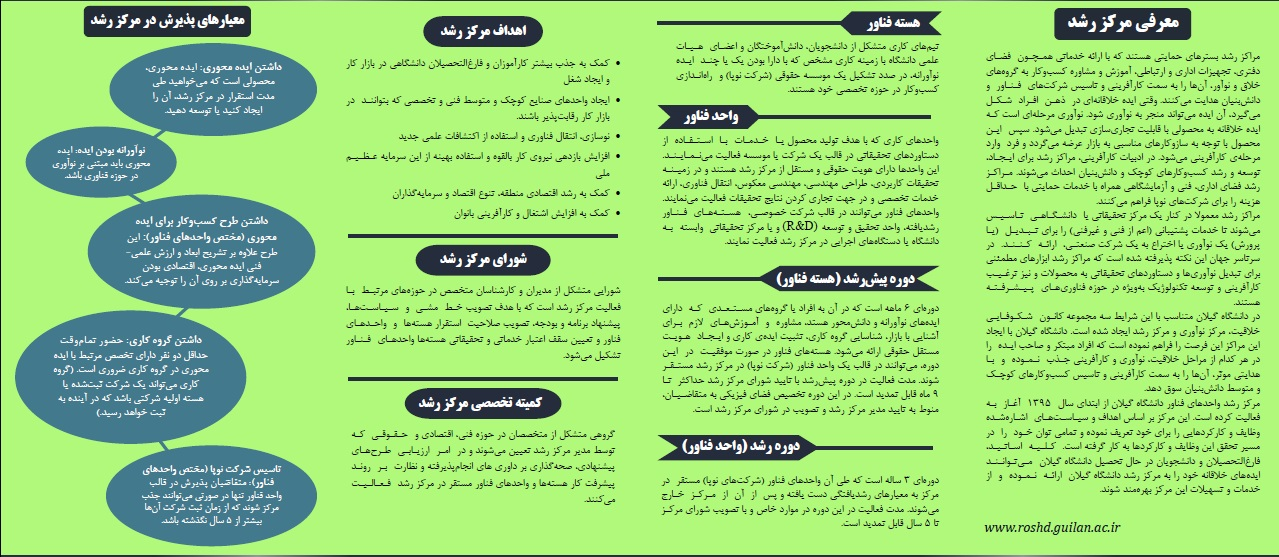 معرفی مرکز رشد
مراکز رشد بسترهای حمایتی هستند که با ارائه خدماتی همچون فضای
دفتری، تجهیزات اداری و ارتباطی، آموزش و مشاوره کسب‌وکار به گروه‌های
خلاق و نوآور، آن‌ها را به سمت کارآفرینی و تاسیس شرکت‌های فناور و
دانش‌بنیان هدایت می‌کنند. وقتی ایده خلاقانه‌ای در ذهن افراد شکل
می‌گیرد، آن ایده می‌تواند منجر به نوآوری شود. نوآوری مرحله‌ای است که
ایده خلاقانه به محصولی با قابلیت تجاری‌سازی تبدیل می‌شود. سپس این
محصول با توجه به سازوکارهای مناسبی به بازار عرضه می‌گردد و فرد وارد
مرحله‌ی کارآفرینی می‌شود. در ادبیات کارآفرینی، مراکز رشد برای ایجاد،
توسعه و رشد کسب‌وکارهای کوچک و دانش‌بنیان احداث می‌شوند. مراکز
رشد فضای اداری، فنی و آزمایشگاهی همراه با خدمات حمایتی با حداقل
هزینه را برای شرکت‌های نوپا فراهم می‌کنند.
مراکز رشد معمولا در کنار یک مرکز تحقیقاتی یا دانشگاهی تاسیس
می‌شوند تا خدمات پشتیبانی (اعم از فنی و غیرفنی) را برای تبدیل (یا
پرورش) یک نوآوری یا اختراع به یک شرکت صنعتی، ارائه کنند. در
سرتاسر جهان این نکته پذیرفته شده است که مراکز رشد ابزارهای مطمئنی
برای تبدیل نوآوری‌ها و دستاوردهای تحقیقاتی به محصولات و نیز ترغیب
کارآفرینی و توسعه تکنولوژیک به‌ویژه در حوزه فناوری‌های پیشرفته
هستند.
در دانشگاه گیلان متناسب با این شرایط سه مجموعه کانون شکوفایی
خلاقیت، مرکز نوآوری و مرکز رشد ایجاد شده است. دانشگاه گیلان با ایجاد
این مراکز این فرصت را فراهم نموده است که افراد مبتکر و صاحب ایده را
در هر کدام از مراحل خلاقیت، نوآوری و کارآفرینی جذب نموده و با
هدایتی موثر، آن‌ها را به سمت کارآفرینی و تاسیس کسب‌وکارهای کوچک
و متوسط دانش‌بنیان سوق دهد.
مرکز رشد واحدهای فناور دانشگاه گیلان از ابتدای سال ۱۳۹۵ آغاز به
فعالیت کرده است. این مرکز بر اساس اهداف و سیاست‌های اشاره‌شده
وظایف و کارکردهایی را برای خود تعریف نموده و تمامی توان خود را در
مسیر تحقق این وظایف و کارکردها به کار گرفته است. کلیه اساتید،
فارغ‌التحصیلان و دانشجویان در حال تحصیل دانشگاه گیلان می‌توانند
ایده‌های خلاقانه خود را به مرکز رشد دانشگاه گیلان ارائه نموده و از
خدمات و تسهیلات این مرکز بهره‌مند شوند.
www.roshd.guilan.ac.ir
هسته فناور
تیم‌های کاری متشکل از دانشجویان، دانش‌آموختگان و اعضای هیات
علمی دانشگاه با زمینه کاری مشخص که با دارا بودن یک یا چند ایده
نوآورانه، در صدد تشکیل یک موسسه حقوقی (شرکت نوپا) و راه‌اندازی
کسب‌وکار در حوزه تخصصی خود هستند.
واحد فناور
واحدهای کاری که با هدف تولید محصول یا خدمات با استفاده از
دستاوردهای تحقیقاتی در قالب یک شرکت یا موسسه فعالیت می‌نمایند.
این واحدها دارای هویت حقوقی و مستقل از مرکز رشد هستند و در زمینه
تحقیقات کاربردی، طراحی مهندسی، مهندسی معکوس، انتقال فناوری، ارائه
خدمات تخصصی و در جهت تجاری کردن نتایج تحقیقات فعالیت می‌نمایند.
واحدهای فناور می‌توانند در قالب شرکت خصوصی، هسته‌های فناور
رشدیافته، واحد تحقیق و توسعه (R&D) و یا مرکز تحقیقاتی وابسته به
دانشگاه یا دستگاه‌های اجرایی در مرکز رشد فعالیت نمایند.
دوره پیش‌رشد (هسته فناور)
دوره‌ای ۶ ماهه است که در آن به افراد یا گروه‌های مستعدی که دارای
ایده‌های نوآورانه و دانش‌محور هستند، مشاوره و آموزش‌های لازم برای
آشنایی با بازار، شناسایی گروه کاری، تثبیت ایده‌ی کاری و ایجاد هویت
مستقل حقوقی ارائه می‌شود. هسته‌های فناور در صورت موفقیت در این
دوره، می‌توانند در قالب یک واحد فناور (شرکت نوپا) در مرکز رشد مستقر
شوند. مدت فعالیت در دوره پیش‌رشد با تایید شورای مرکز رشد حداکثر تا
۹ ماه قابل تمدید است. در این دوره تخصیص فضای فیزیکی به متقاضیان،
منوط به تایید مدیر مرکز رشد و تصویب در شورای مرکز رشد است.
دوره رشد (واحد فناور)
دوره‌ای ۳ ساله است که طی آن واحدهای فناور (شرکت‌های نوپا) مستقر در
مرکز به معیارهای رشدیافتگی دست یافته و پس از آن از مرکز خارج
می‌شوند. مدت فعالیت در این دوره در موارد خاص و با تصویب شورای مرکز
تا ۵ سال قابل تمدید است.
اهداف مرکز رشد
• کمک به جذب بیشتر کارآموزان و فارغ‌التحصیلان دانشگاهی در بازار کار
و ایجاد شغل
• ایجاد واحدهای صنایع کوچک و متوسط فنی و تخصصی که بتوانند در
بازار کار رقابت‌پذیر باشند.
• نوسازی، انتقال فناوری و استفاده از اکتشافات علمی جدید
• افزایش بازدهی نیروی کار بالقوه و استفاده بهینه از این سرمایه عظیم
ملی
• کمک به رشد اقتصادی منطقه، تنوع اقتصاد و سرمایه‌گذاران
• کمک به افزایش اشتغال و کارآفرینی بانوان
شورای مرکز رشد
شورایی متشکل از مدیران و کارشناسان متخصص در حوزه‌های مرتبط با
فعالیت مرکز رشد است که با هدف تصویب خط مشی و سیاست‌ها،
پیشنهاد برنامه و بودجه، تصویب صلاحیت استقرار هسته‌ها و واحدهای
فناور و تعیین سقف اعتبار خدماتی و تحقیقاتی هسته‌ها واحدهای فناور
تشکیل می‌شود.
کمیته تخصصی مرکز رشد
گروهی متشکل از متخصصان در حوزه فنی، اقتصادی و حقوقی که
توسط مدیر مرکز رشد تعیین می‌شوند و در امر ارزیابی طرح‌های
پیشنهادی، صحه‌گذاری بر داوری های انجام‌پذیرفته و نظارت بر روند
پیشرفت کار هسته‌ها و واحدهای فناور مستقر در مرکز رشد فعالیت
می‌کنند.
معیارهای پذیرش در مرکز رشد
داشتن ایده محوری: ایده محوری،
محصولی است که می‌خواهید طی
مدت استقرار در مرکز رشد، آن را
ایجاد کنید یا توسعه دهید.
نوآورانه بودن ایده: ایده
محوری باید مبتنی بر نوآوری
در حوزه فناوری باشد.
داشتن طرح کسب‌وکار برای ایده
محوری (مختص واحدهای فناور): این
طرح علاوه بر تشریح ابعاد و ارزش علمی-
فنی ایده محوری، اقتصادی بودن
سرمایه‌گذاری بر روی آن را توجیه می‌کند.
داشتن گروه کاری: حضور تمام‌وقت
حداقل دو نفر دارای تخصص مرتبط با ایده
محوری در گروه کاری ضروری است. (گروه
کاری می‌تواند یک شرکت ثبت‌شده یا
هسته اولیه شرکتی باشد که در آینده به
ثبت خواهد رسید.)
تاسیس شرکت نوپا (مختص واحدهای
فناور): متقاضیان پذیرش در قالب
واحد فناور تنها در صورتی می‌توانند جذب
مرکز شوند که از زمان ثبت شرکت آن‌ها
بیشتر از ۵ سال نگذشته باشد.